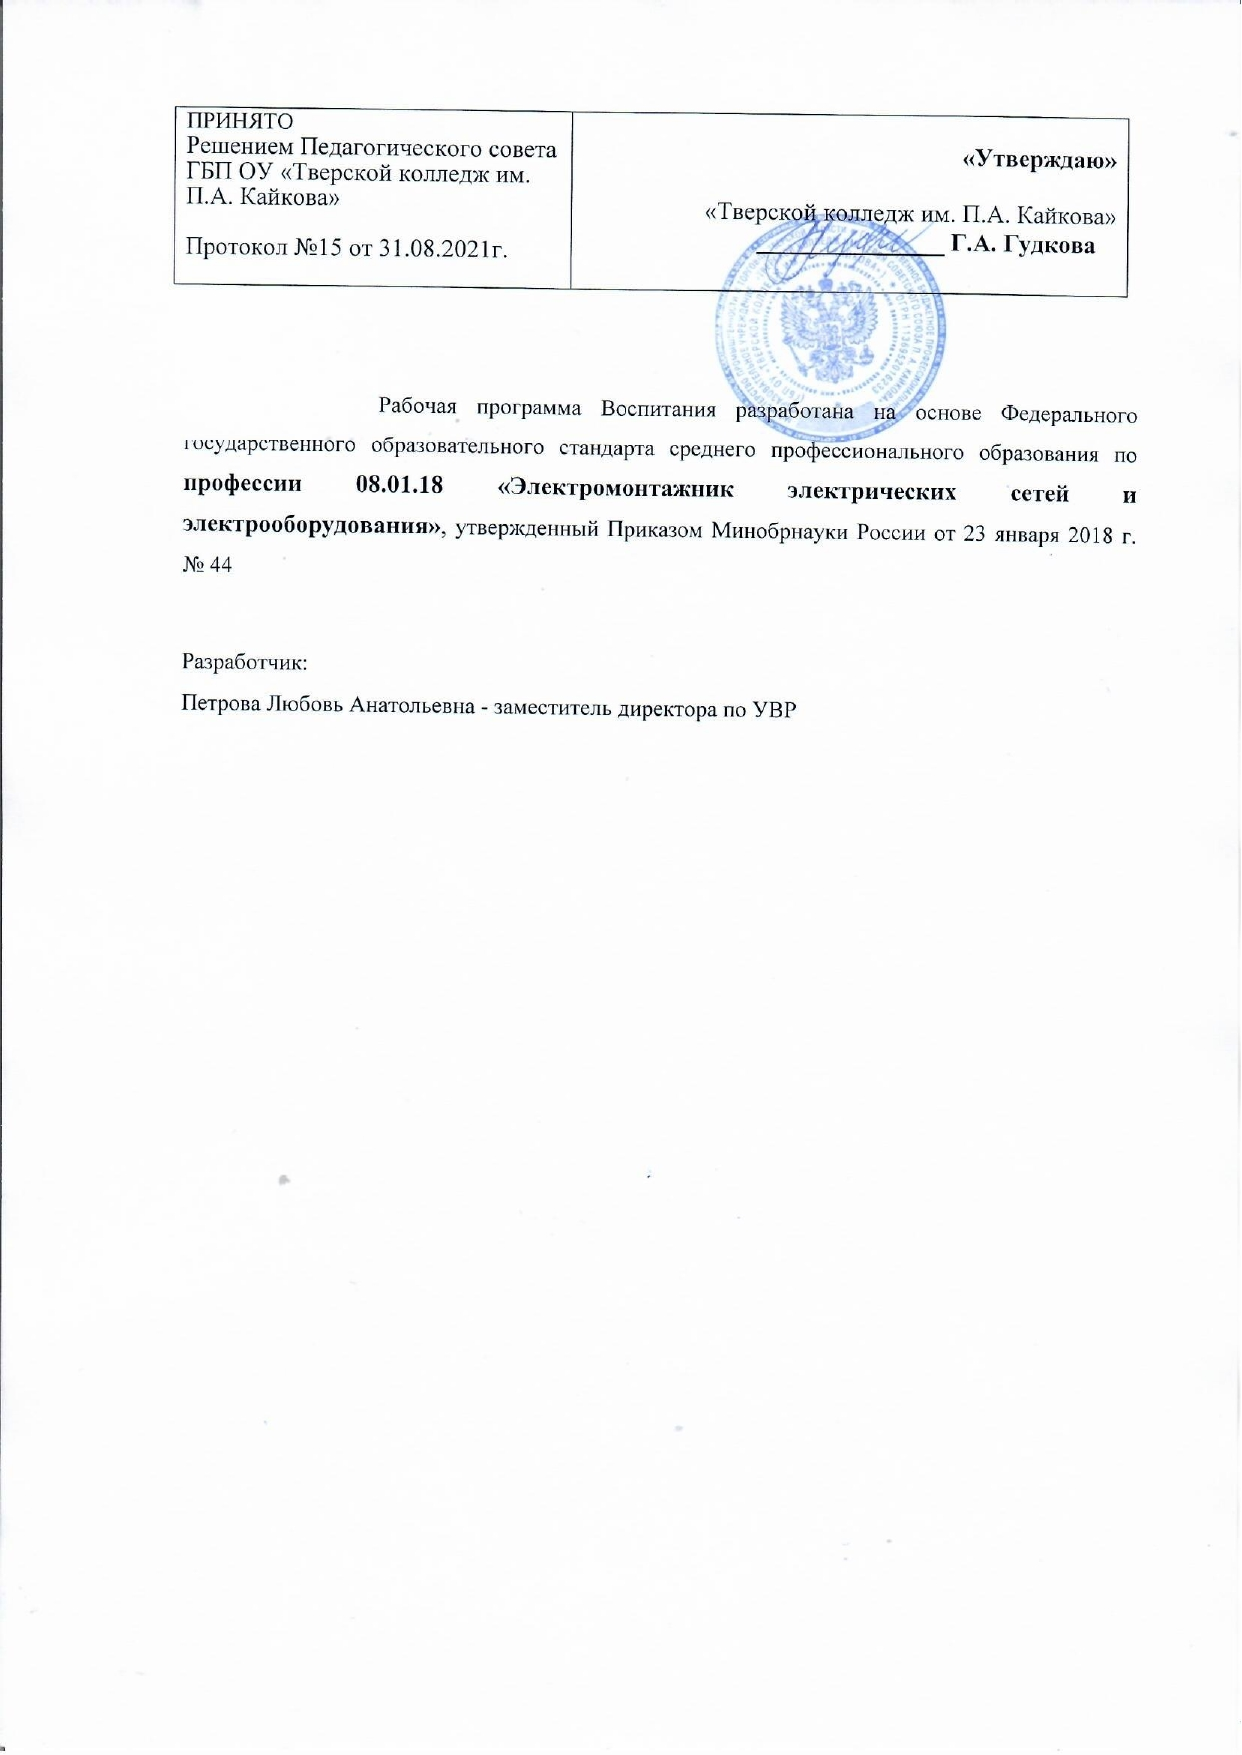 ПРИНЯТО
Решением Педагогического совета
ГБП ОУ «Тверской колледж им.
П.А. Кайкова»
Протокол №15 от 31.08.2021г.
«Утверждаю»
«Тверской колледж им. П.А. Кайкова»
Г.А. Гудкова
Рабочая программа Воспитания разработана на основе Федерального
государственного образовательного стандарта среднего профессионального образования по
профессии 08.01.18 «Электромонтажник электрических сетей и
электрооборудования», утвержденный Приказом Минобрнауки России от 23 января 2018 г.
№ 44
Разработчик:
Петрова Любовь Анатольевна - заместитель директора по УВР